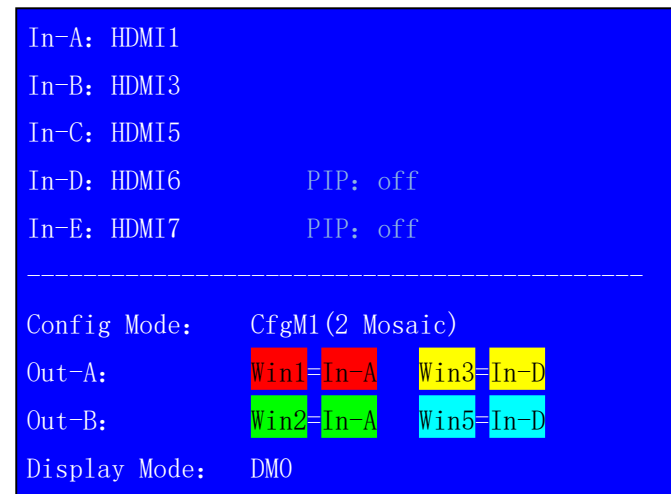 In-A: HDMI1
In-B: HDMI3
In-C: HDMI5
In-D: HDMI6 PIP: off
In-E: HDMI7 PIP: off
--------------------------------------------
Config Mode: CfgM1(2 Mosaic)
Out-A: Win1=In-A Win3=In-D
Out-B: Win2=In-A Win5=In-D
Display Mode: DM0